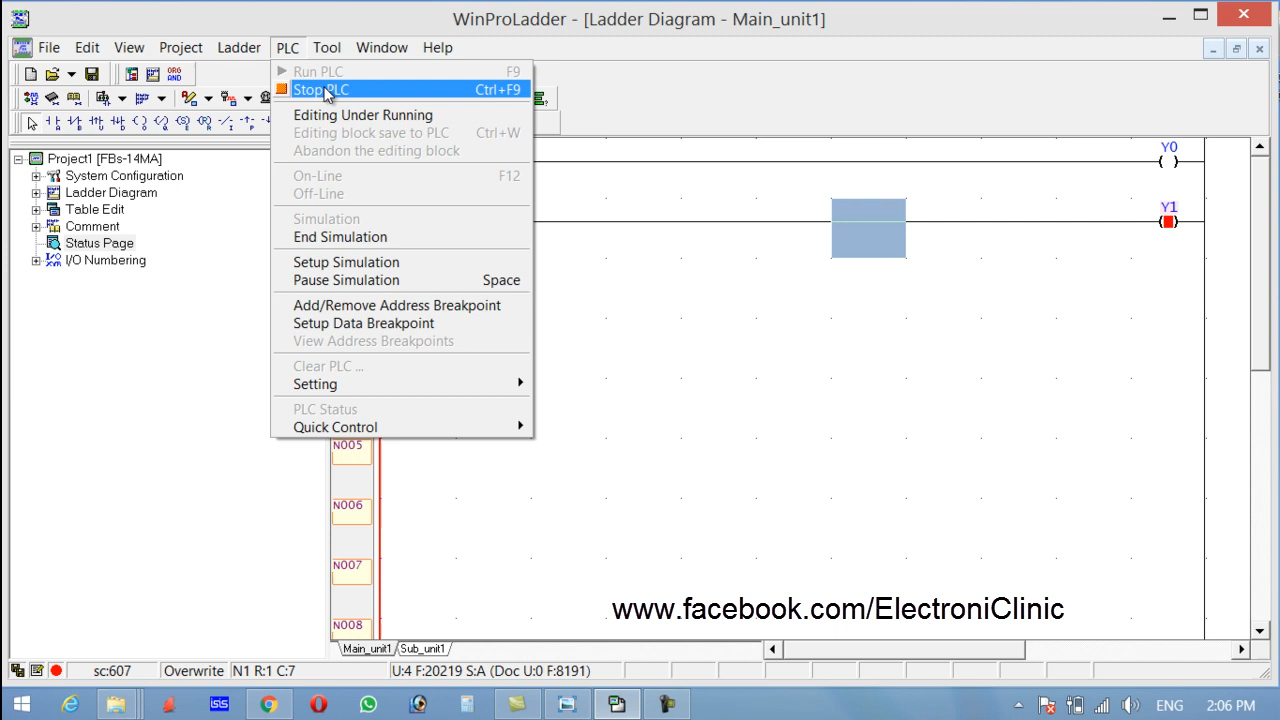 WinProLadder - [Ladder Diagram - Main_unit1]
File Edit View Project Ladder PLC Tool Window Help
ORG
AND
Run PLC F9
Stop PLC Ctrl+F9
Editing Under Running
Editing block save to PLC Ctrl+W
Abandon the editing block
On-Line F12
Off-Line
Simulation
End Simulation
Setup Simulation
Pause Simulation Space
Add/Remove Address Breakpoint
Setup Data Breakpoint
View Address Breakpoints
Clear PLC ...
Setting
PLC Status
Quick Control
Project1 [FBs-14MA]
System Configuration
Ladder Diagram
Table Edit
Comment
Status Page
I/O Numbering
Y0
Y1
N005
N006
N007
N008
www.facebook.com/ElectroniClinic
Main_unit1 Sub_unit1
sc:607 Overwrite N1 R:1 C:7 U:4 F:20219 S:A (Doc U:0 F:8191)
ENG 2:06 PM